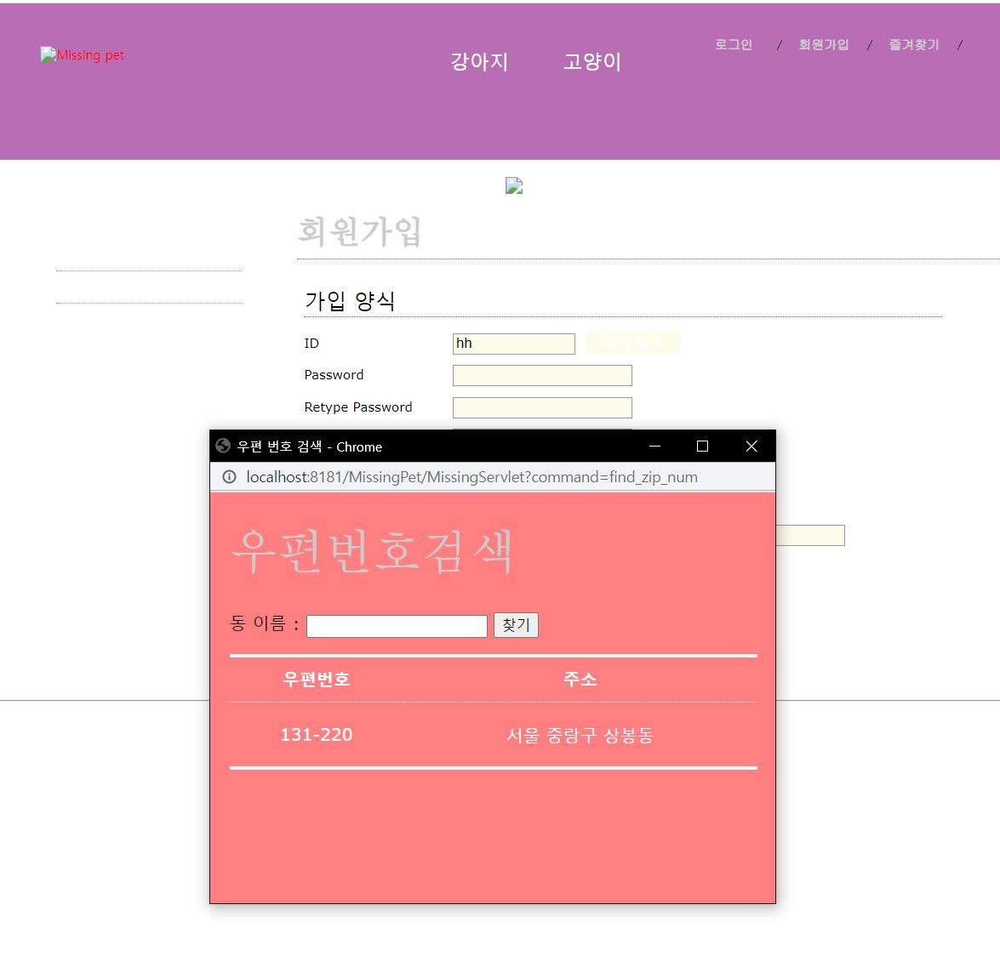 Missing pet
강아지 고양이
로그인 / 회원가입 / 즐겨찾기 /
회원가입
가입 양식
ID hh 중복 체크
Password
Retype Password
우편 번호 검색 - Chrome
localhost:8181/MissingPet/MissingServlet?command=find_zip_num
우편번호검색
동 이름 : 찾기
우편번호 주소
131-220 서울 중랑구 상봉동